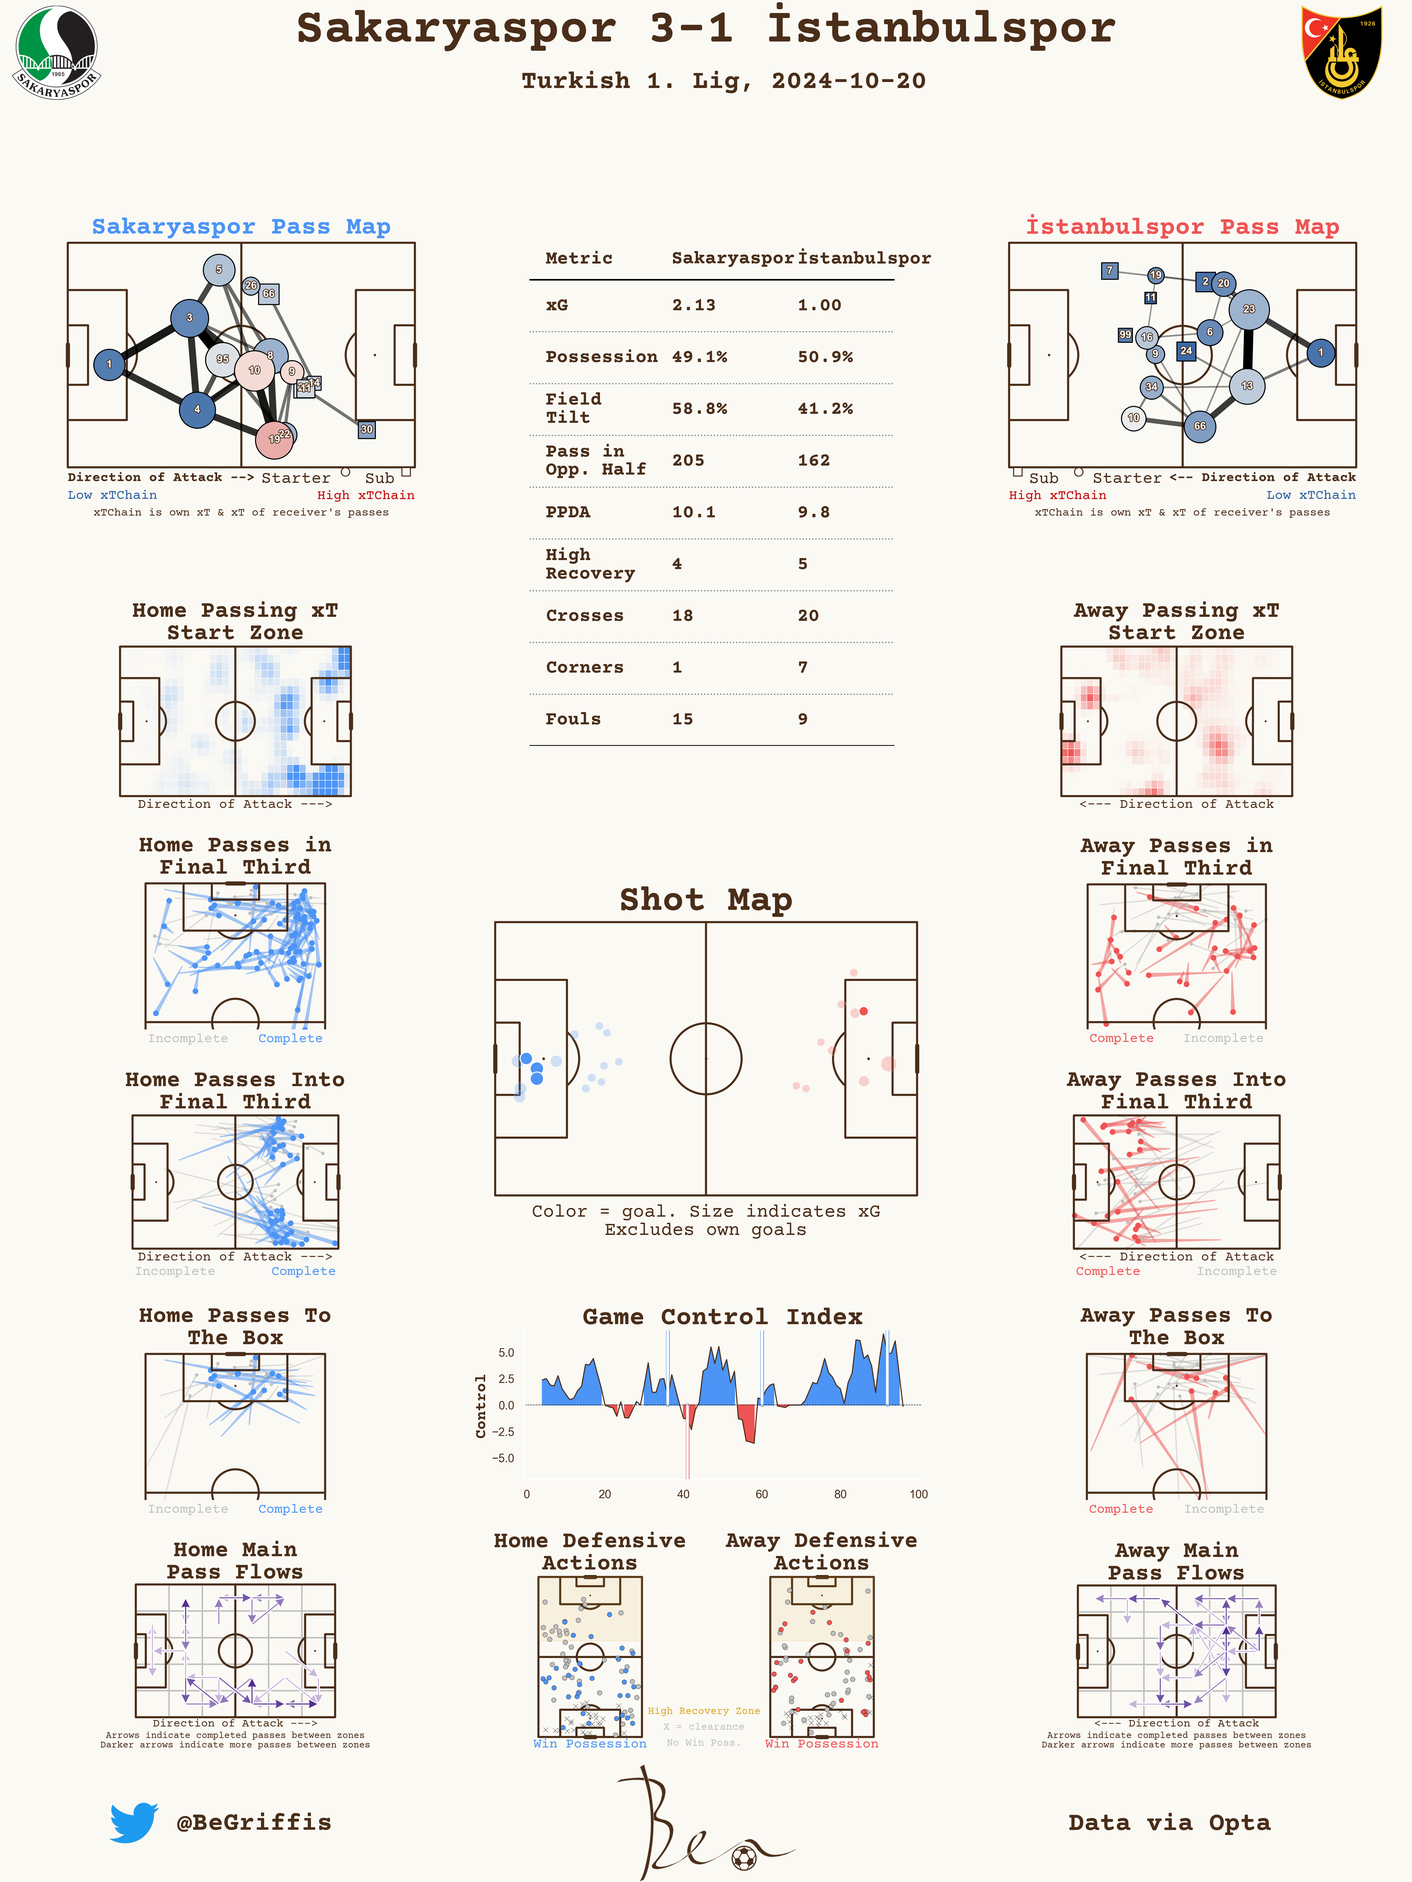 Sakaryaspor 3-1 İstanbulspor
Turkish 1. Lig, 2024-10-20
1965
SAKARYASPOR
1926
İSTANBULSPOR
Sakaryaspor Pass Map
5
26
66
3
95
8
1
10
9
14
11
4
22
19
30
Direction of Attack --> Starter Sub
Low xTChain High xTChain
xTChain is own xT & xT of receiver's passes
Metric Sakaryaspor İstanbulspor
xG 2.13 1.00
Possession 49.1% 50.9%
Field
Tilt 58.8% 41.2%
Pass in
Opp. Half 205 162
PPDA 10.1 9.8
High
Recovery 4 5
Crosses 18 20
Corners 1 7
Fouls 15 9
İstanbulspor Pass Map
7
19
2
20
11
23
99
16
6
9
24
1
34
13
10
66
Sub Starter <-- Direction of Attack
High xTChain Low xTChain
xTChain is own xT & xT of receiver's passes
Home Passing xT
Start Zone
Direction of Attack --->
Away Passing xT
Start Zone
<--- Direction of Attack
Home Passes in
Final Third
Incomplete Complete
Away Passes in
Final Third
Complete Incomplete
Shot Map
Color = goal. Size indicates xG
Excludes own goals
Home Passes Into
Final Third
Direction of Attack --->
Incomplete Complete
Away Passes Into
Final Third
<--- Direction of Attack
Complete Incomplete
Home Passes To
The Box
Incomplete Complete
Game Control Index
Control
5.0
2.5
0.0
−2.5
−5.0
0 20 40 60 80 100
Away Passes To
The Box
Complete Incomplete
Home Main
Pass Flows
Direction of Attack --->
Arrows indicate completed passes between zones
Darker arrows indicate more passes between zones
Home Defensive
Actions
Win Possession
High Recovery Zone
X = clearance
No Win Poss.
Away Defensive
Actions
Win Possession
Away Main
Pass Flows
<--- Direction of Attack
Arrows indicate completed passes between zones
Darker arrows indicate more passes between zones
@BeGriffis
Ben
Data via Opta